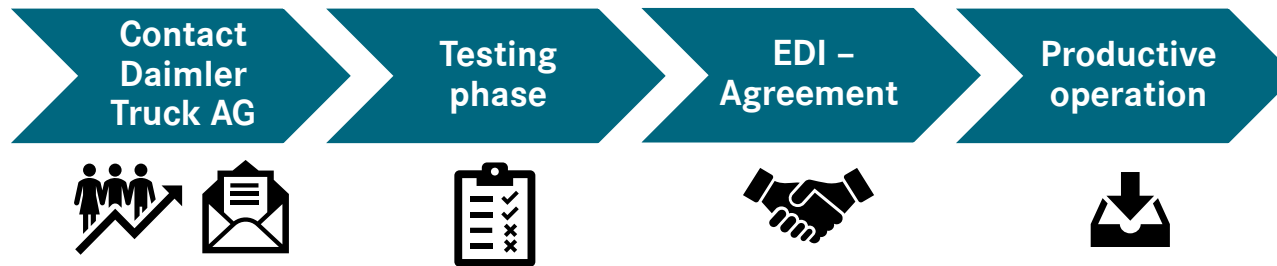 Contact
Daimler
Truck AG
Testing
phase
EDI –
Agreement
Productive
operation